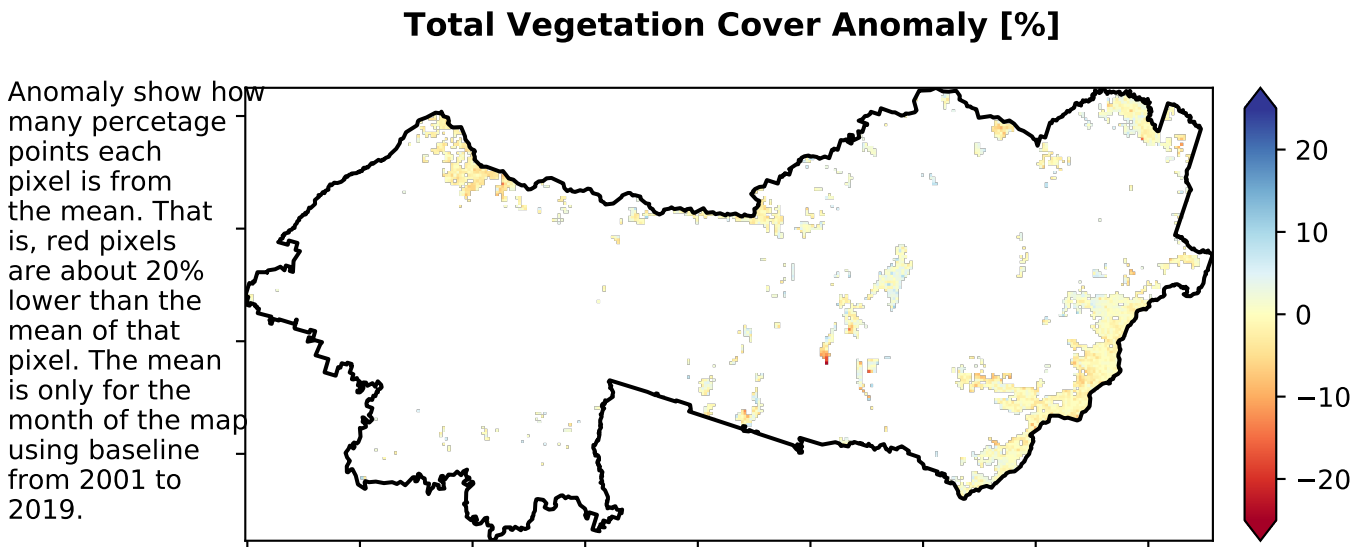 Total Vegetation Cover Anomaly [%]
Anomaly show how
many percetage
points each
pixel is from
the mean. That
is, red pixels
are about 20%
lower than the
mean of that
pixel. The mean
is only for the
month of the map
using baseline
from 2001 to
2019.
20
10
0
−10
−20